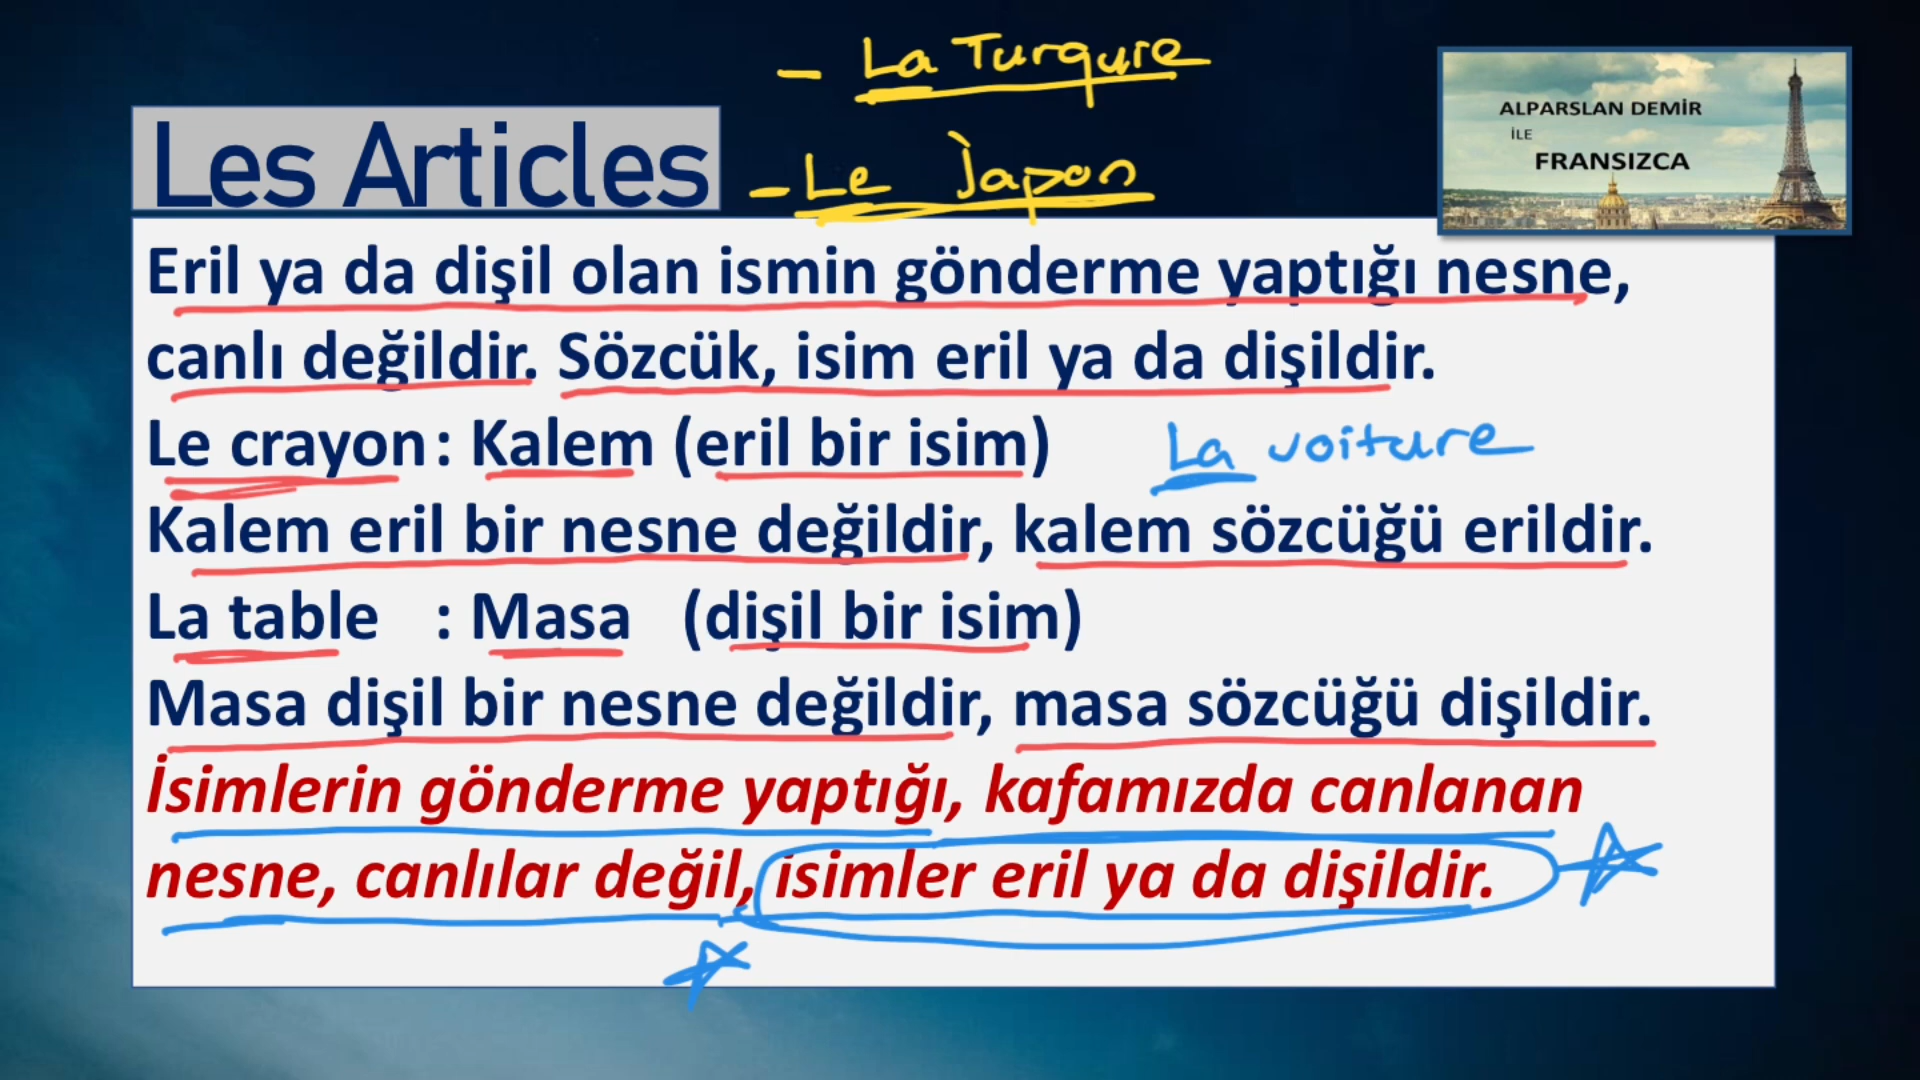 - La Turquie
- Le Japon
ALPARSLAN DEMİR
İLE
FRANSIZCA
Les Articles
Eril ya da dişil olan ismin gönderme yaptığı nesne,
canlı değildir. Sözcük, isim eril ya da dişildir.
Le crayon : Kalem (eril bir isim)
La voiture
Kalem eril bir nesne değildir, kalem sözcüğü erildir.
La table : Masa (dişil bir isim)
Masa dişil bir nesne değildir, masa sözcüğü dişildir.
İsimlerin gönderme yaptığı, kafamızda canlanan
nesne, canlılar değil, isimler eril ya da dişildir.